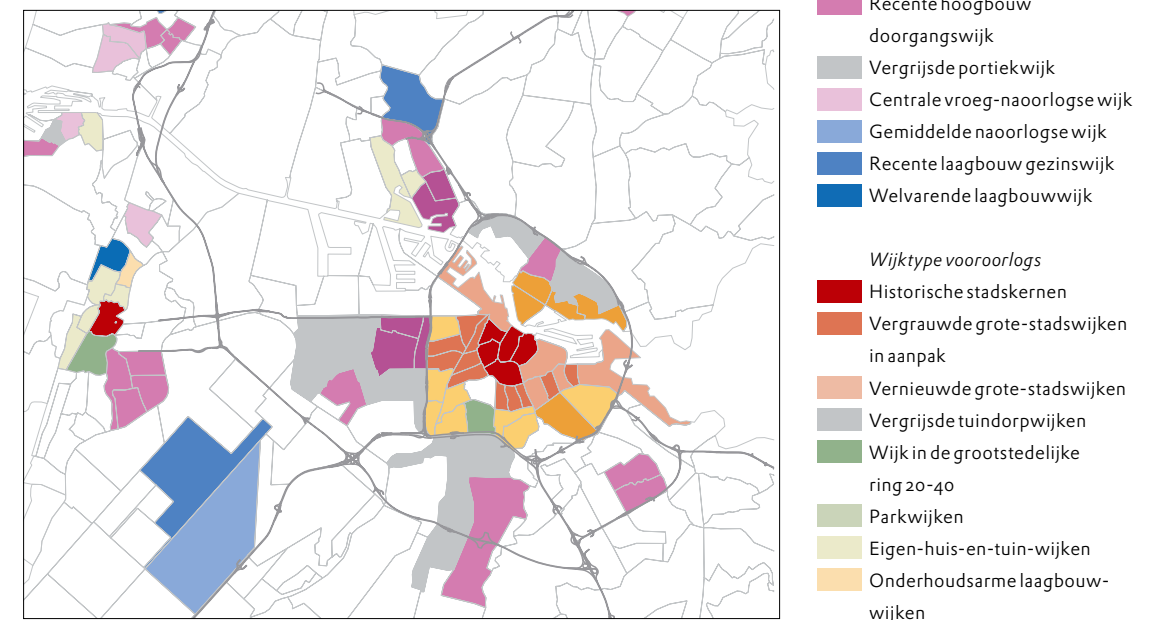 Recente hoogbouw
doorgangswijk
Vergrijsde portiekwijk
Centrale vroeg-naoorlogse wijk
Gemiddelde naoorlogse wijk
Recente laagbouw gezinswijk
Welvarende laagbouwwijk
Wijktype vooroorlogs
Historische stadskernen
Vergrauwde grote-stadswijken
in aanpak
Vernieuwde grote-stadswijken
Vergrijsde tuindorpwijken
Wijk in de grootstedelijke
ring 20-40
Parkwijken
Eigen-huis-en-tuin-wijken
Onderhoudsarme laagbouw-
wijken